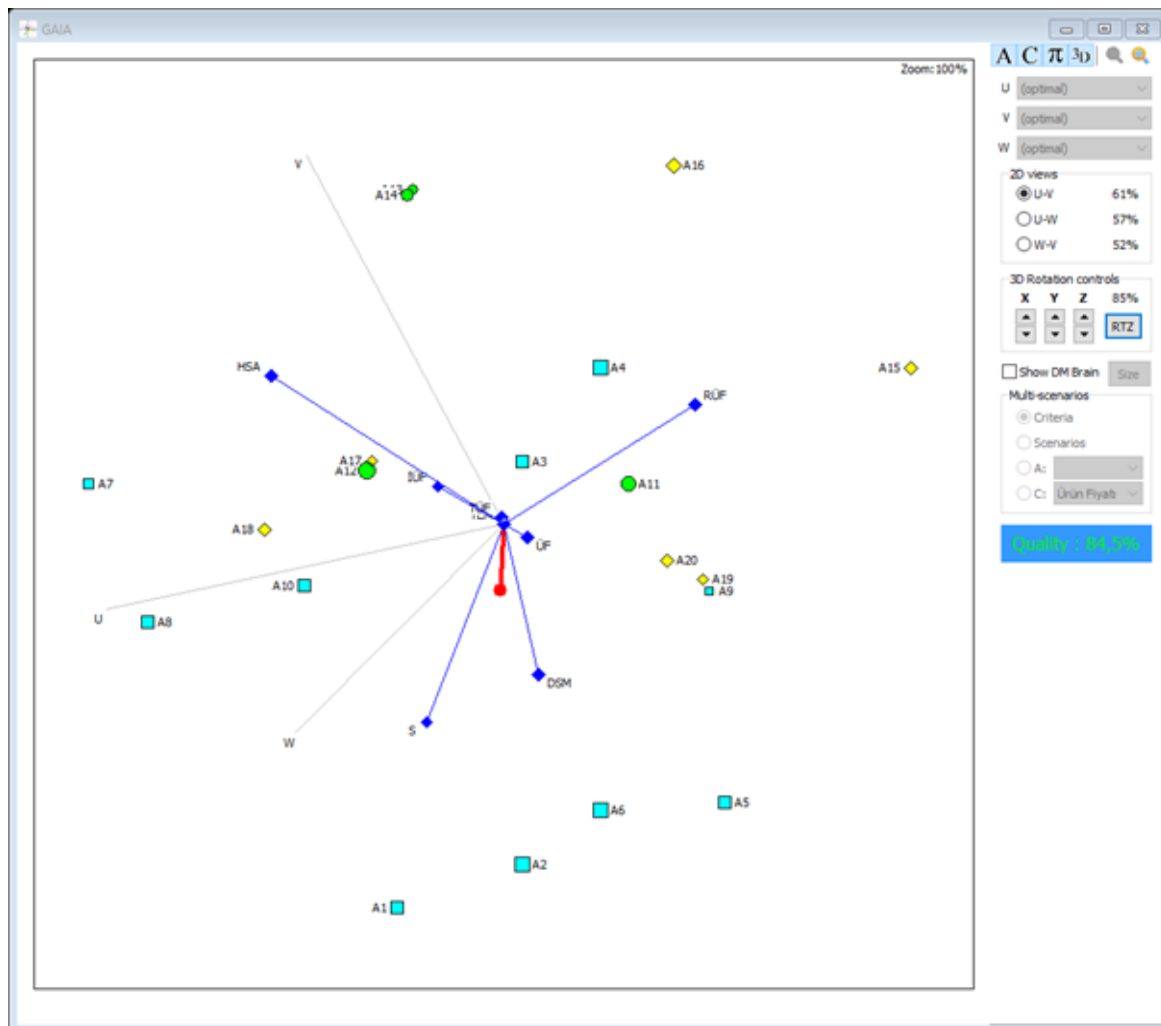 GAIA
Zoom: 100%
A C π 3D
U (optimal)
V (optimal)
W (optimal)
2D views
U-V 61%
U-W 57%
W-V 52%
3D Rotation controls
X Y Z 85%
RTZ
Show DM Brain Size
Multi-scenarios
Criteria
Scenarios
A:
C: Ürün Fiyatı
Quality : 84,5%
V
A16
A14
HSA
A4
A15
RÜF
A17
A3
A12
A7
A11
A18
ÜF
A20
A10
A19
A9
U
A8
DSM
S
W
A5
A6
A2
A1